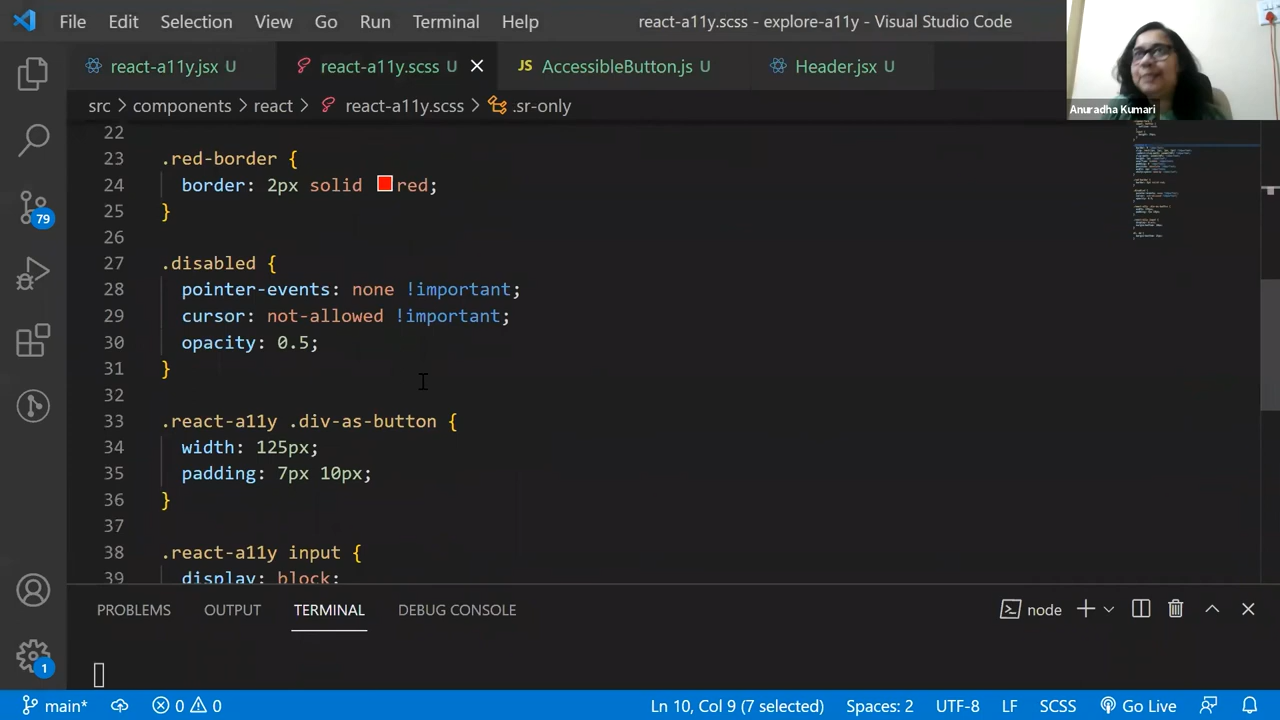 File Edit Selection View Go Run Terminal Help react-a11y.scss - explore-a11y - Visual Studio Code
react-a11y.jsx U react-a11y.scss U JS AccessibleButton.js U Header.jsx U
Anuradha Kumari
src > components > react > react-a11y.scss > .sr-only
22
23 .red-border {
24 border: 2px solid red;
25 }
26
27 .disabled {
28 pointer-events: none !important;
29 cursor: not-allowed !important;
30 opacity: 0.5;
31 }
32
33 .react-a11y .div-as-button {
34 width: 125px;
35 padding: 7px 10px;
36 }
37
38 .react-a11y input {
39 display: block;
79
1
PROBLEMS OUTPUT TERMINAL DEBUG CONSOLE node
main* 0 0 Ln 10, Col 9 (7 selected) Spaces: 2 UTF-8 LF SCSS Go Live